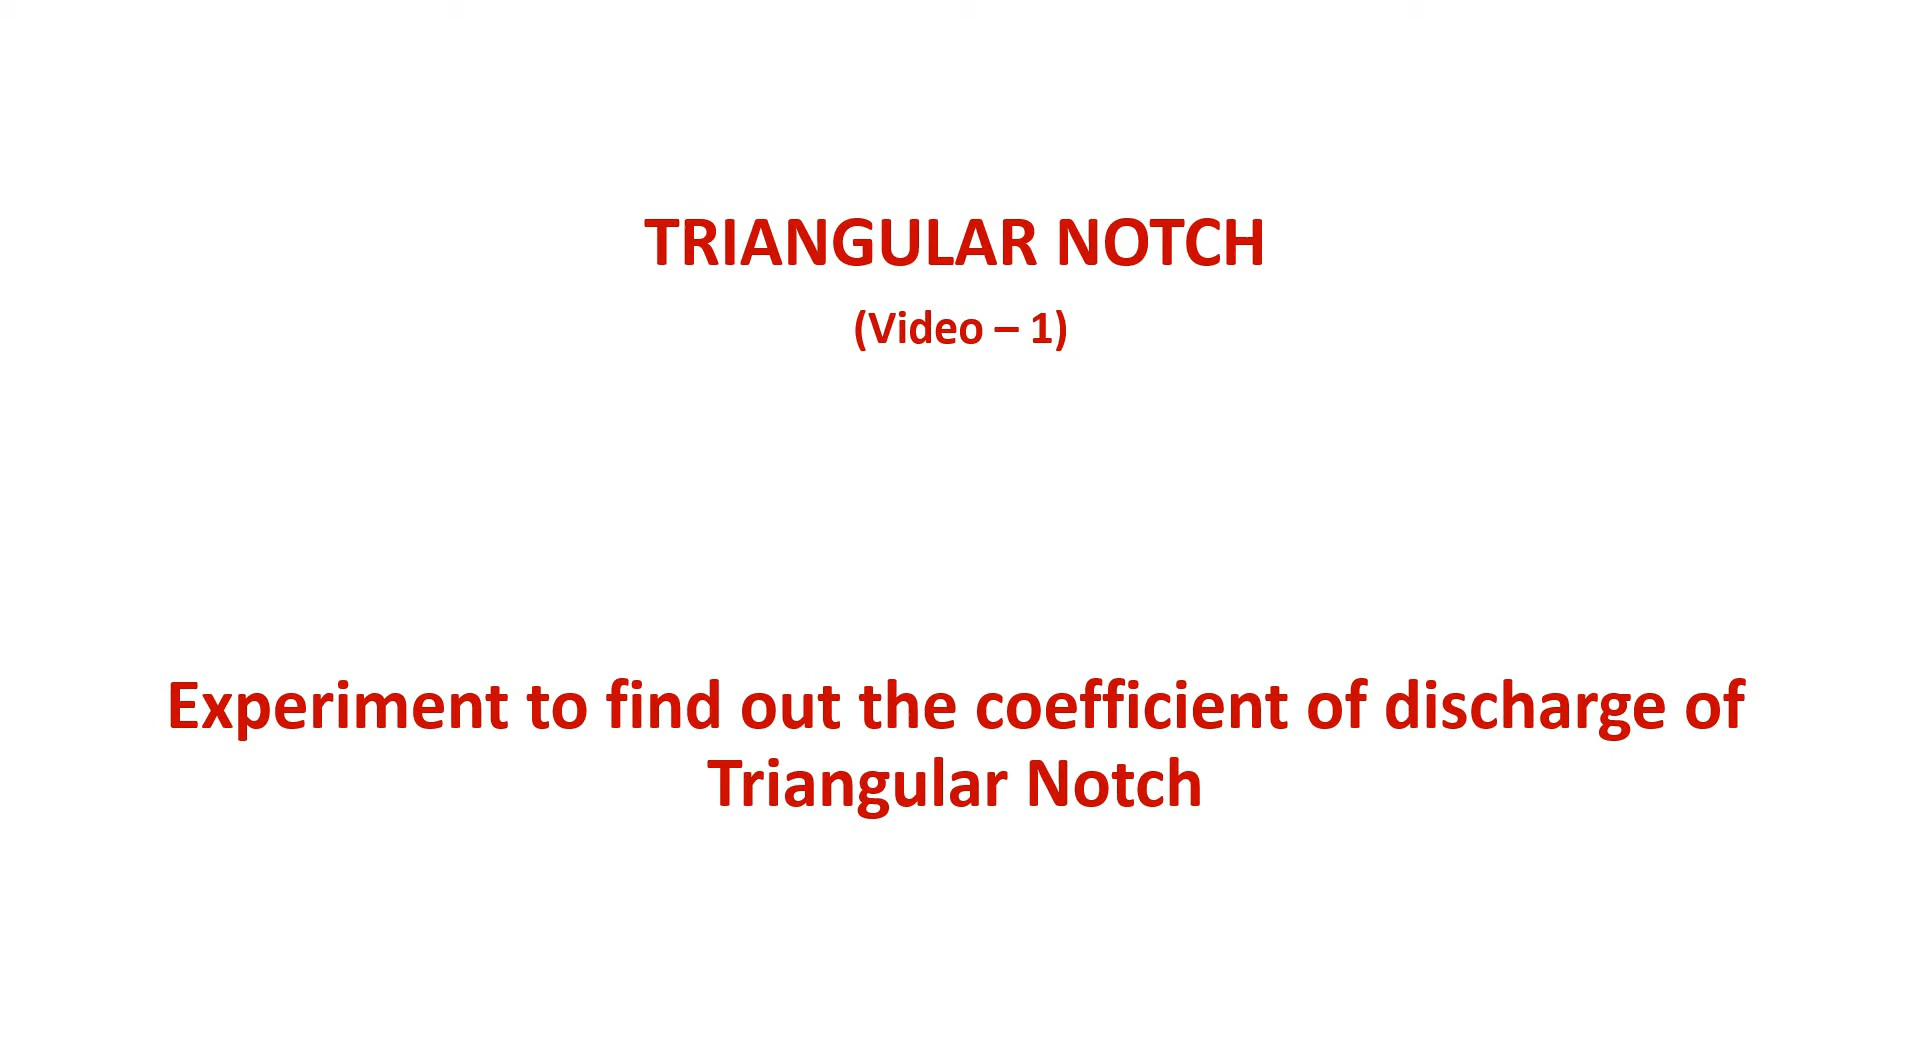 TRIANGULAR NOTCH
(Video – 1)
Experiment to find out the coefficient of discharge of
Triangular Notch